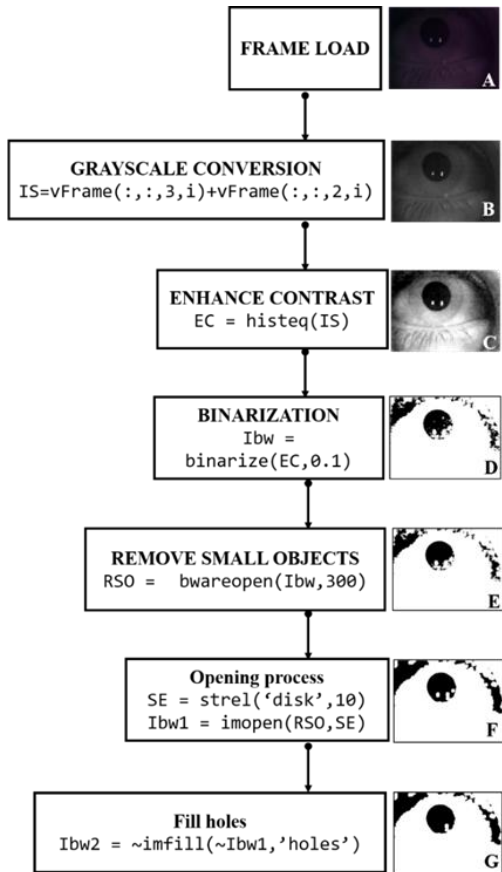 FRAME LOAD
A
GRAYSCALE CONVERSION
IS=vFrame(:,:,3,i)+vFrame(:,:,2,i)
B
ENHANCE CONTRAST
EC = histeq(IS)
C
BINARIZATION
Ibw =
binarize(EC,0.1)
D
REMOVE SMALL OBJECTS
RSO =  bwareopen(Ibw,300)
E
Opening process
SE = strel(‘disk’,10)
Ibw1 = imopen(RSO,SE)
F
Fill holes
Ibw2 = ~imfill(~Ibw1,’holes’)
G